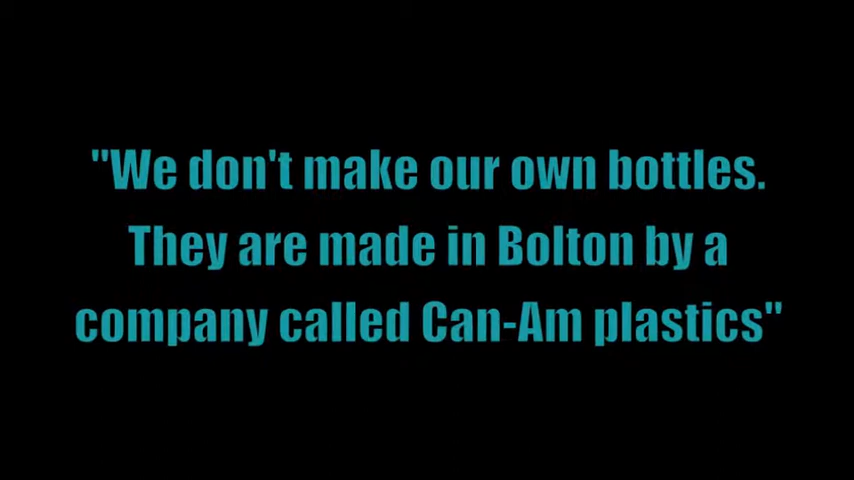 "We don't make our own bottles.
They are made in Bolton by a
company called Can-Am plastics"